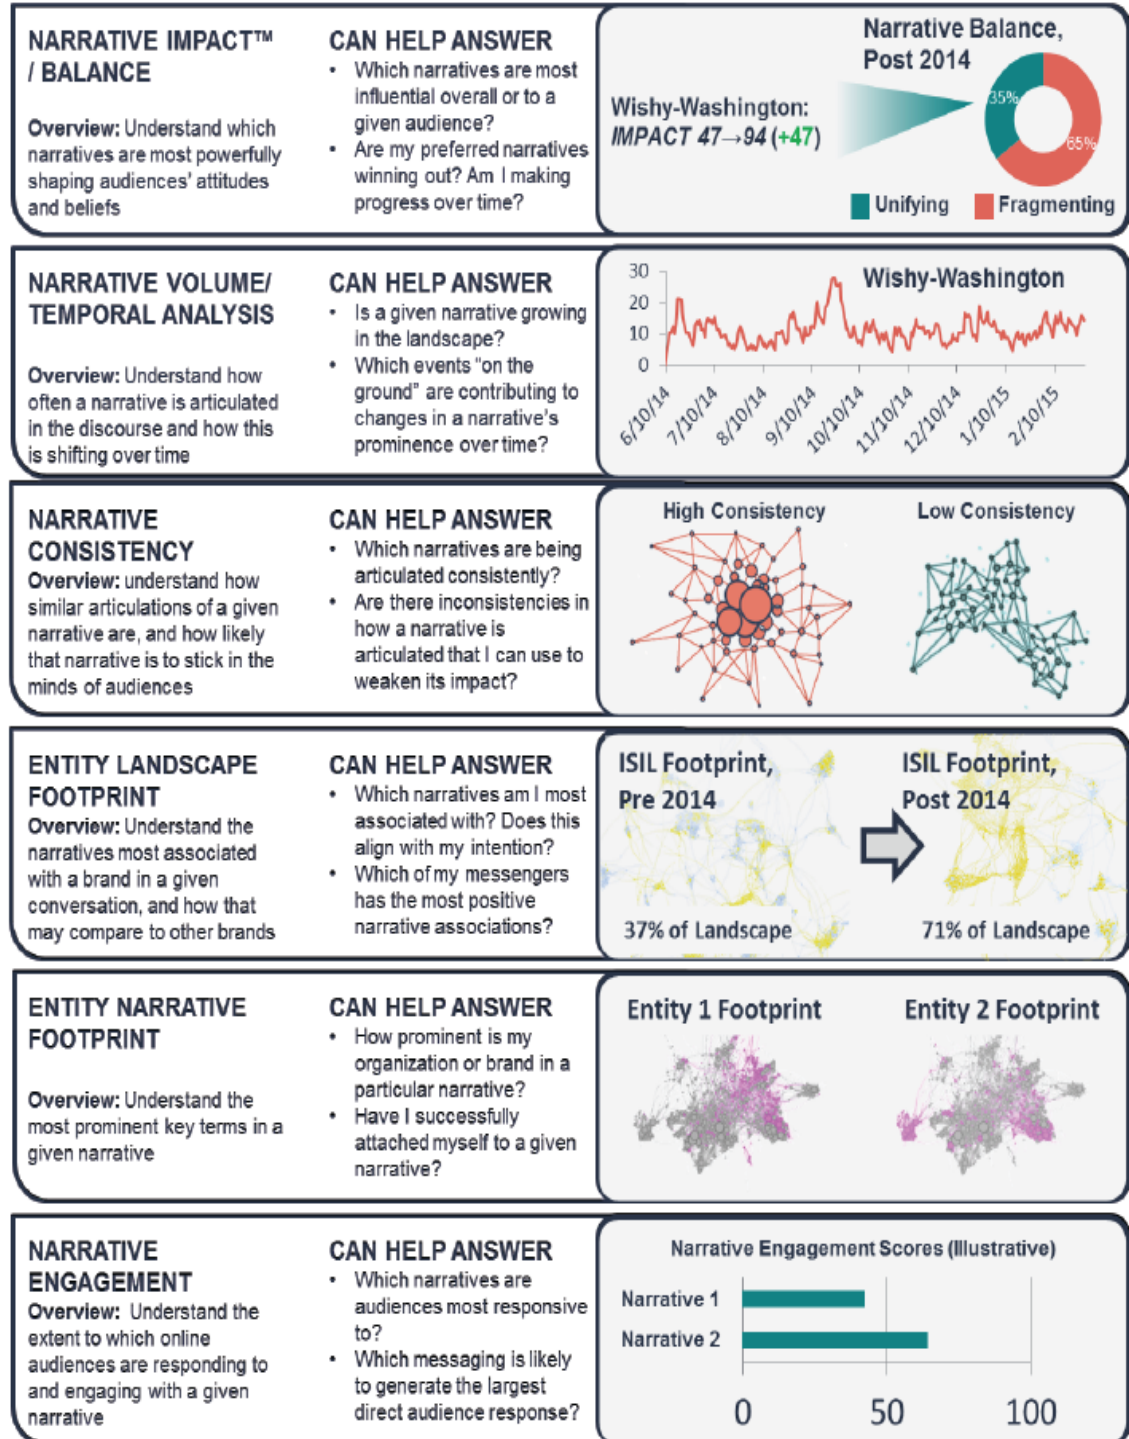 NARRATIVE IMPACT™
/ BALANCE
Overview: Understand which
narratives are most powerfully
shaping audiences' attitudes
and beliefs
CAN HELP ANSWER
• Which narratives are most
influential overall or to a
given audience?
• Are my preferred narratives
winning out? Am I making
progress over time?
Narrative Balance,
Post 2014
Wishy-Washington:
IMPACT 47→94 (+47)
35%
65%
Unifying
Fragmenting
NARRATIVE VOLUME/
TEMPORAL ANALYSIS
Overview: Understand how
often a narrative is articulated
in the discourse and how this
is shifting over time
CAN HELP ANSWER
• Is a given narrative growing
in the landscape?
• Which events "on the
ground" are contributing to
changes in a narrative's
prominence over time?
Wishy-Washington
30
20
10
0
6/10/14
7/10/14
8/10/14
9/10/14
10/10/14
11/10/14
12/10/14
1/10/15
2/10/15
NARRATIVE
CONSISTENCY
Overview: understand how
similar articulations of a given
narrative are, and how likely
that narrative is to stick in the
minds of audiences
CAN HELP ANSWER
• Which narratives are being
articulated consistently?
• Are there inconsistencies in
how a narrative is
articulated that I can use to
weaken its impact?
High Consistency
Low Consistency
ENTITY LANDSCAPE
FOOTPRINT
Overview: Understand the
narratives most associated
with a brand in a given
conversation, and how that
may compare to other brands
CAN HELP ANSWER
• Which narratives am I most
associated with? Does this
align with my intention?
• Which of my messengers
has the most positive
narrative associations?
ISIL Footprint,
Pre 2014
37% of Landscape
ISIL Footprint,
Post 2014
71% of Landscape
ENTITY NARRATIVE
FOOTPRINT
Overview: Understand the
most prominent key terms in a
given narrative
CAN HELP ANSWER
• How prominent is my
organization or brand in a
particular narrative?
• Have I successfully
attached myself to a given
narrative?
Entity 1 Footprint
Entity 2 Footprint
NARRATIVE
ENGAGEMENT
Overview: Understand the
extent to which online
audiences are responding to
and engaging with a given
narrative
CAN HELP ANSWER
• Which narratives are
audiences most responsive
to?
• Which messaging is likely
to generate the largest
direct audience response?
Narrative Engagement Scores (Illustrative)
Narrative 1
Narrative 2
0
50
100